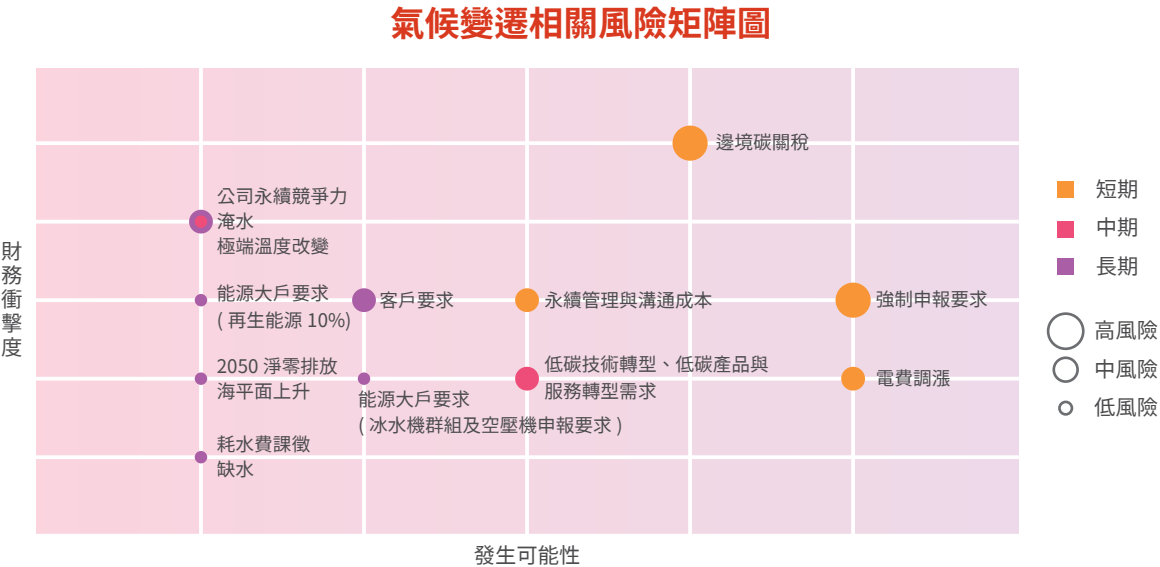 氣候變遷相關風險矩陣圖
財務衝擊度
邊境碳關稅
公司永續競爭力
淹水
極端溫度改變
能源大戶要求
( 再生能源 10%)
客戶要求
永續管理與溝通成本
強制申報要求
2050 淨零排放
海平面上升
能源大戶要求
( 冰水機群組及空壓機申報要求 )
低碳技術轉型、低碳產品與
服務轉型需求
電費調漲
耗水費課徵
缺水
發生可能性
短期
中期
長期
高風險
中風險
低風險